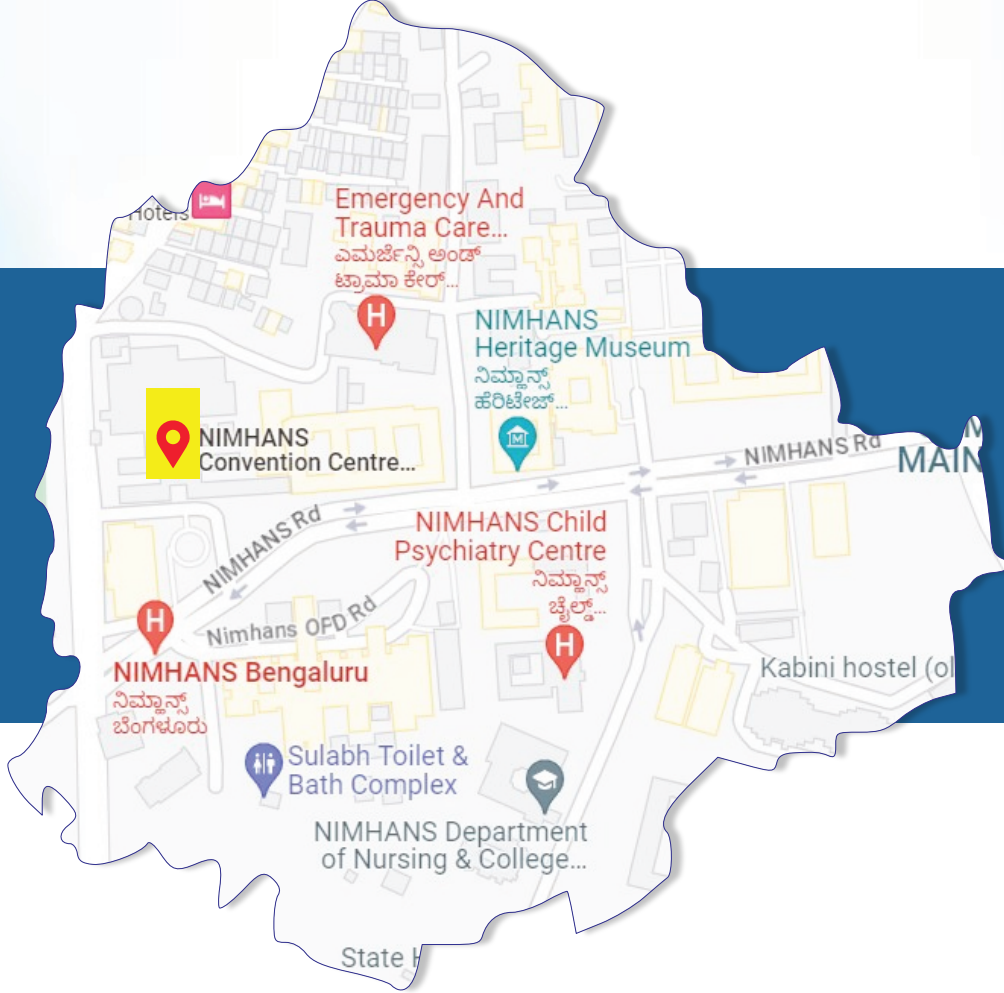 Hotels
Emergency And
Trauma Care...
ಎಮರ್ಜೆನ್ಸಿ ಅಂಡ್
ಟ್ರಾಮಾ ಕೇರ್...
H
NIMHANS
Heritage Museum
ನಿಮ್ಹಾನ್ಸ್
ಹೆರಿಟೇಜ್...
M
NIMHANS
Convention Centre...
NIMHANS Rd
MAIN
NIMHANS Rd
NIMHANS Child
Psychiatry Centre
ನಿಮ್ಹಾನ್ಸ್
ಚೈಲ್ಡ್...
H
Nimhans OFD Rd
H
NIMHANS Bengaluru
ನಿಮ್ಹಾನ್ಸ್
ಬೆಂಗಳೂರು
Kabini hostel (ol
Sulabh Toilet &
Bath Complex
NIMHANS Department
of Nursing & College...
State